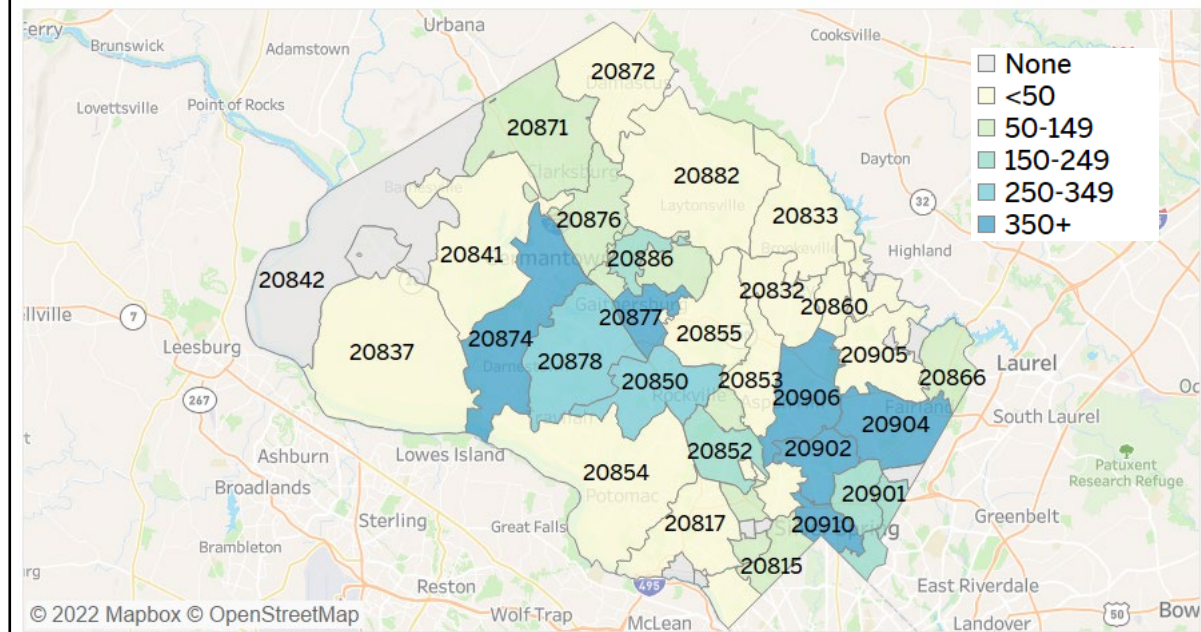 Ferry
Urbana
Cooksville
Brunswick
Adamstown
20872
Damascus
None
<50
50-149
150-249
250-349
350+
Lovettsville
Point of Rocks
20871
Clarksburg
Dayton
20882
Laytonsville
32
Barnesville
20876
20833
Brookeville
Highland
20841
20886
Germantown
20842
20832
20860
Gaithersburg
20877
7
Leesburg
20874
20855
20905
Laurel
20837
20878
20850
Rockville
20853
20866
20906
267
20904
Fairland
South Laurel
20902
20852
Lowes Island
Ashburn
20854
Potomac
Patuxent
Research Refuge
Broadlands
20901
Sterling
Great Falls
20817
20910
Spring
Greenbelt
Brambleton
20815
495
East Riverdale
Reston
© 2022 Mapbox © OpenStreetMap
Wolf Trap
McLean
Landover
50
Bow